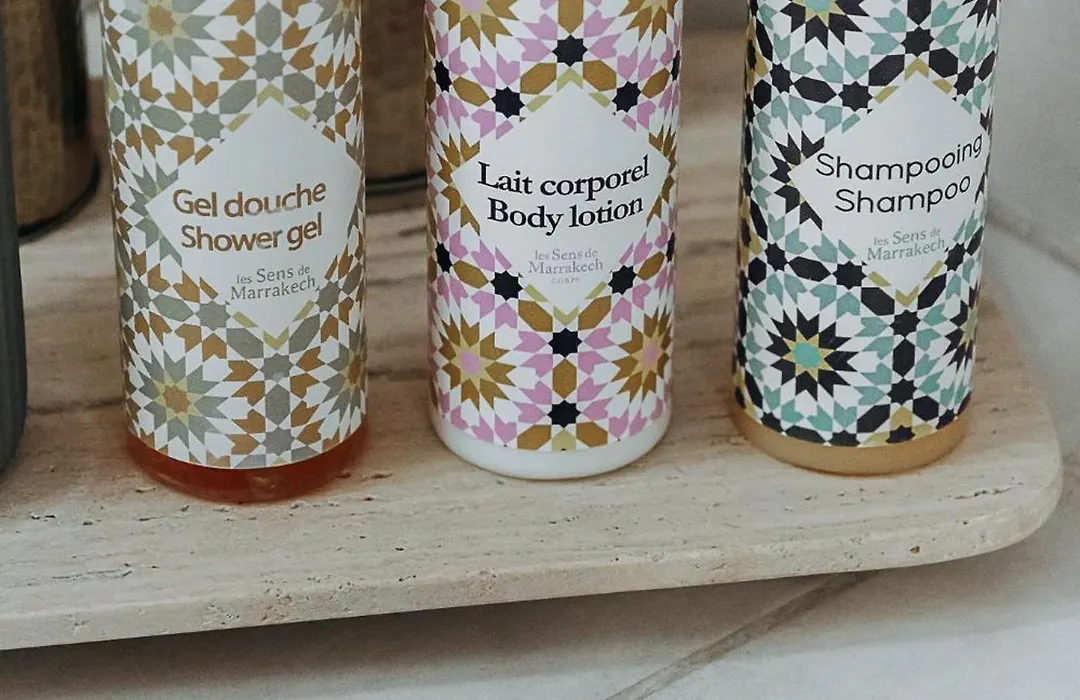 Gel douche
Shower gel
les Sens de
Marrakech
Lait corporel
Body lotion
les Sens de
Marrakech
CORPS
Shampooing
Shampoo
les Sens de
Marrakech